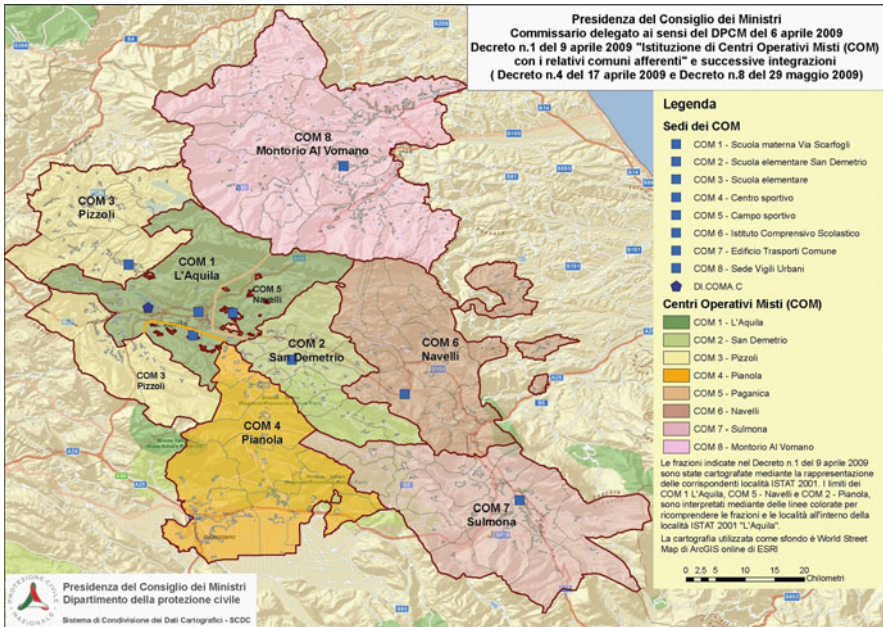 Presidenza del Consiglio dei Ministri
Commissario delegato ai sensi del DPCM del 6 aprile 2009
Decreto n.1 del 9 aprile 2009 "Istituzione di Centri Operativi Misti (COM)
con i relativi comuni afferenti" e successive integrazioni
( Decreto n.4 del 17 aprile 2009 e Decreto n.8 del 29 maggio 2009)
COM 8
Montorio Al Vomano
COM 3
Pizzoli
COM 1
L'Aquila
COM 5
Navelli
COM 2
San Demetrio
COM 6
Navelli
COM 3
Pizzoli
COM 4
Pianola
COM 7
Sulmona
Legenda
Sedi dei COM
COM 1 - Scuola materna Via Scarfogli
COM 2 - Scuola elementare San Demetrio
COM 3 - Scuola elementare
COM 4 - Centro sportivo
COM 5 - Campo sportivo
COM 6 - Istituto Comprensivo Scolastico
COM 7 - Edificio Trasporti Comune
COM 8 - Sede Vigili Urbani
DI.COMA.C
Centri Operativi Misti (COM)
COM 1 - L'Aquila
COM 2 - San Demetrio
COM 3 - Pizzoli
COM 4 - Pianola
COM 5 - Paganica
COM 6 - Navelli
COM 7 - Sulmona
COM 8 - Montorio Al Vomano
Le frazioni indicate nel Decreto n.1 del 9 aprile 2009
sono state cartografate mediante la rappresentazione
delle corrispondenti località ISTAT 2001. I limiti dei
COM 1 L'Aquila, COM 5 - Navelli e COM 2 - Pianola,
sono interpretati mediante delle linee colorate per
ricomprendere le frazioni e le località all'interno della
località ISTAT 2001 "L'Aquila".
La cartografia utilizzata come sfondo è World Street
Map di ArcGIS online di ESRI
0 2,5 5 10 15 20
Chilometri
PROTEZIONE CIVILE
NAZIONALE
Presidenza del Consiglio dei Ministri
Dipartimento della protezione civile
Sistema di Condivisione dei Dati Cartografici - SCDC